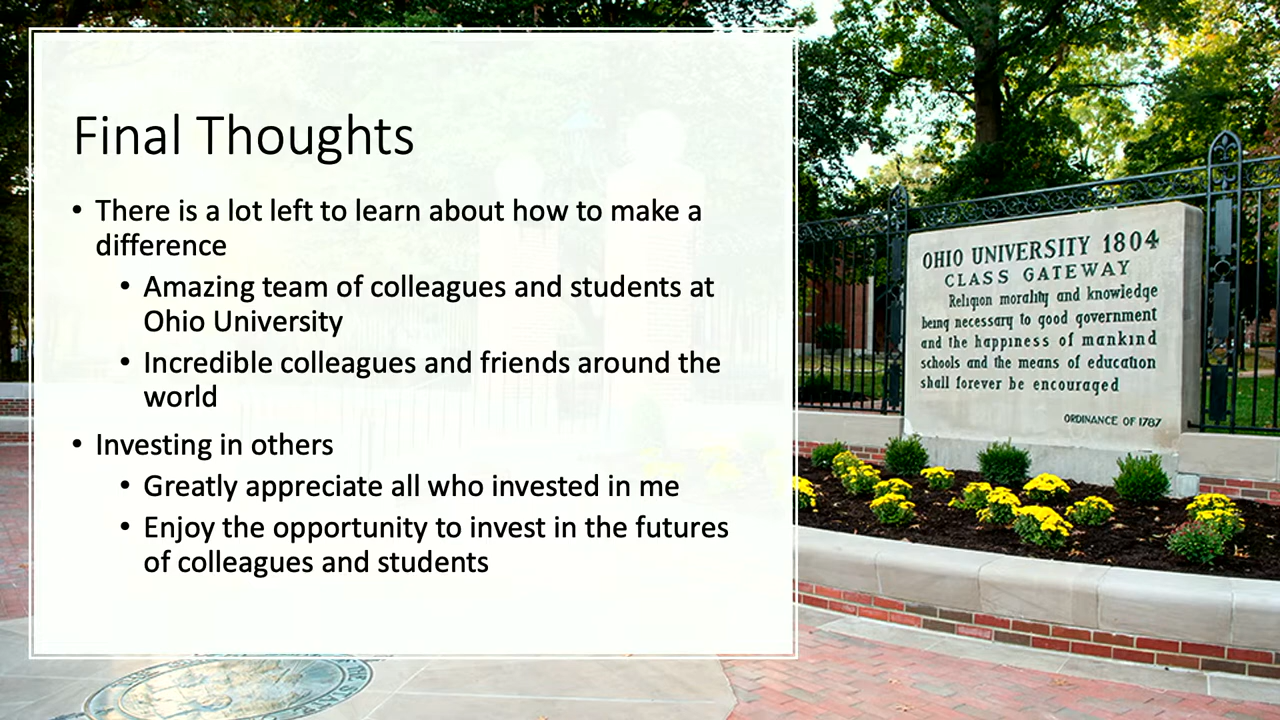 Final Thoughts
• There is a lot left to learn about how to make a
difference
• Amazing team of colleagues and students at
Ohio University
• Incredible colleagues and friends around the
world
• Investing in others
• Greatly appreciate all who invested in me
• Enjoy the opportunity to invest in the futures
of colleagues and students
OHIO UNIVERSITY 1804
CLASS GATEWAY
Religion morality and knowledge
being necessary to good government
and the happiness of mankind
schools and the means of education
shall forever be encouraged
ORDINANCE OF 1787